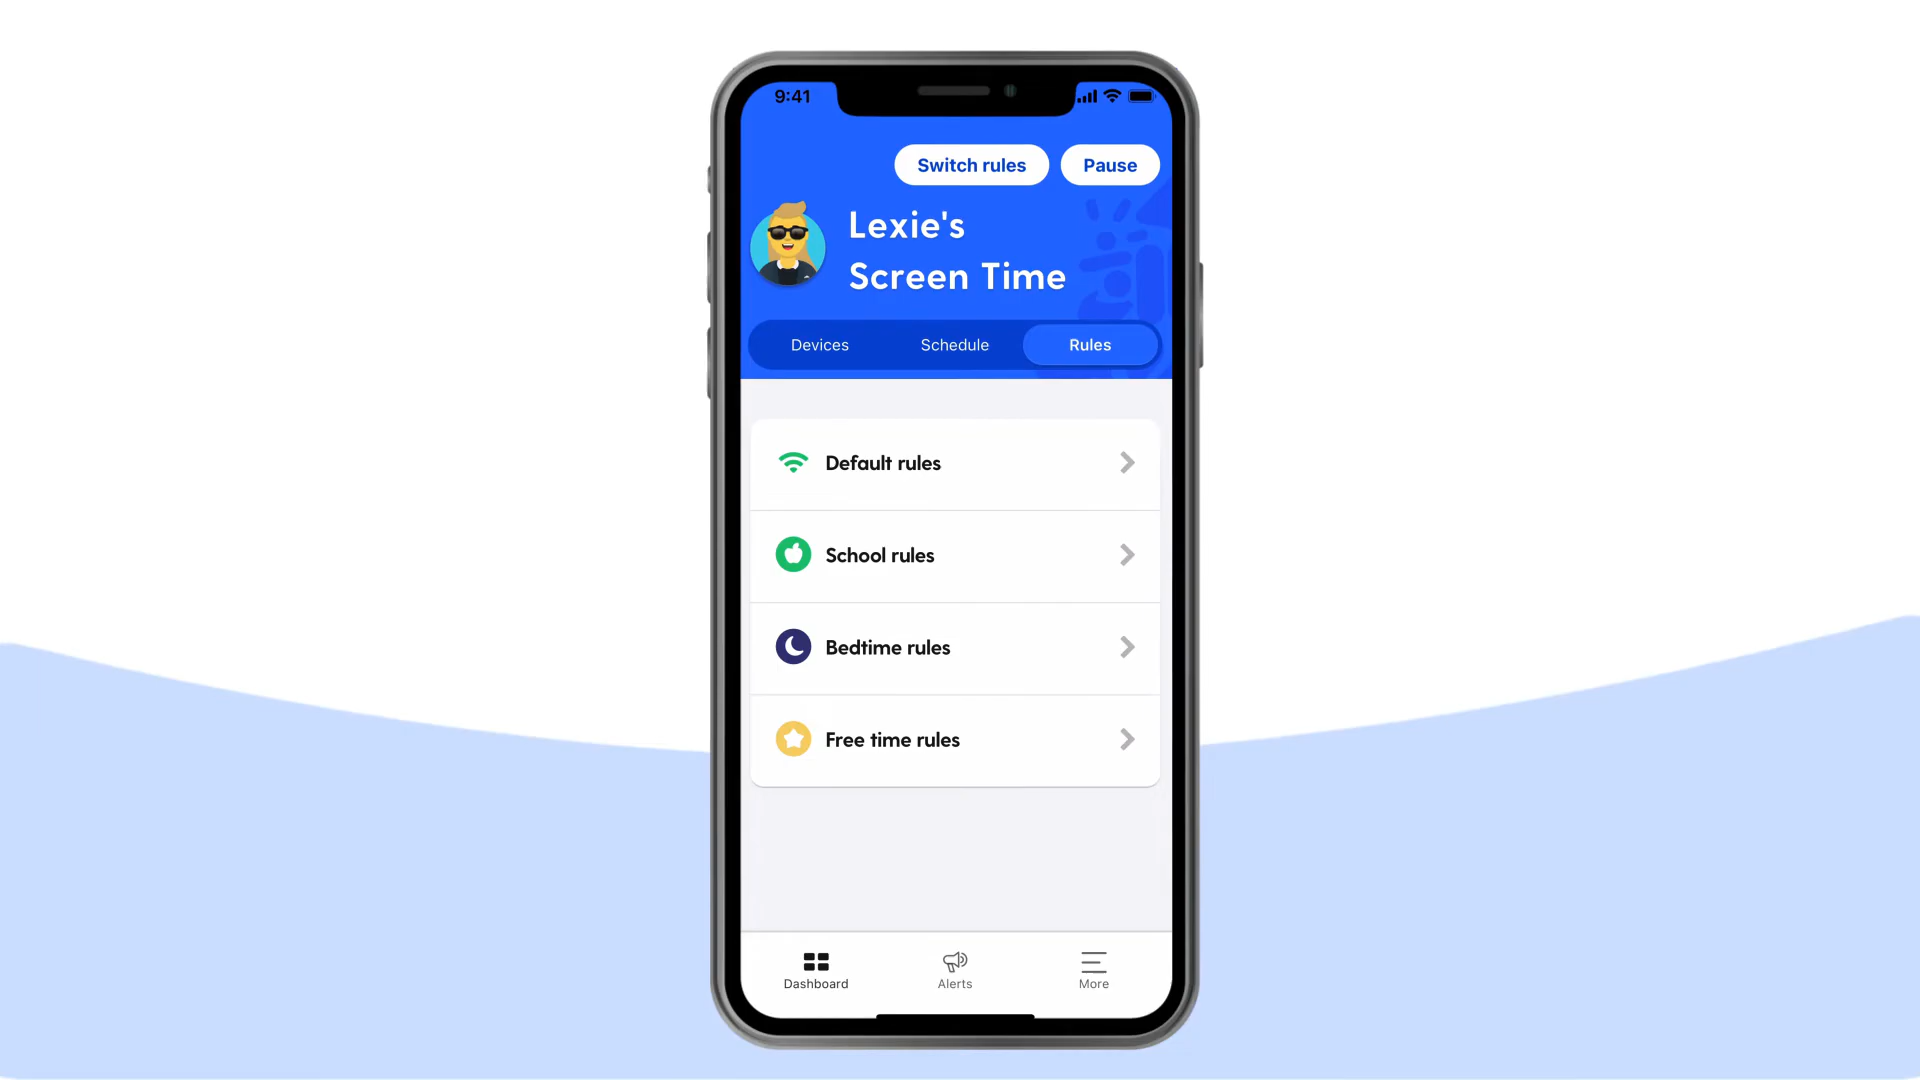 9:41
Switch rules
Pause
Lexie's
Screen Time
Devices
Schedule
Rules
Default rules
School rules
Bedtime rules
Free time rules
Dashboard
Alerts
More